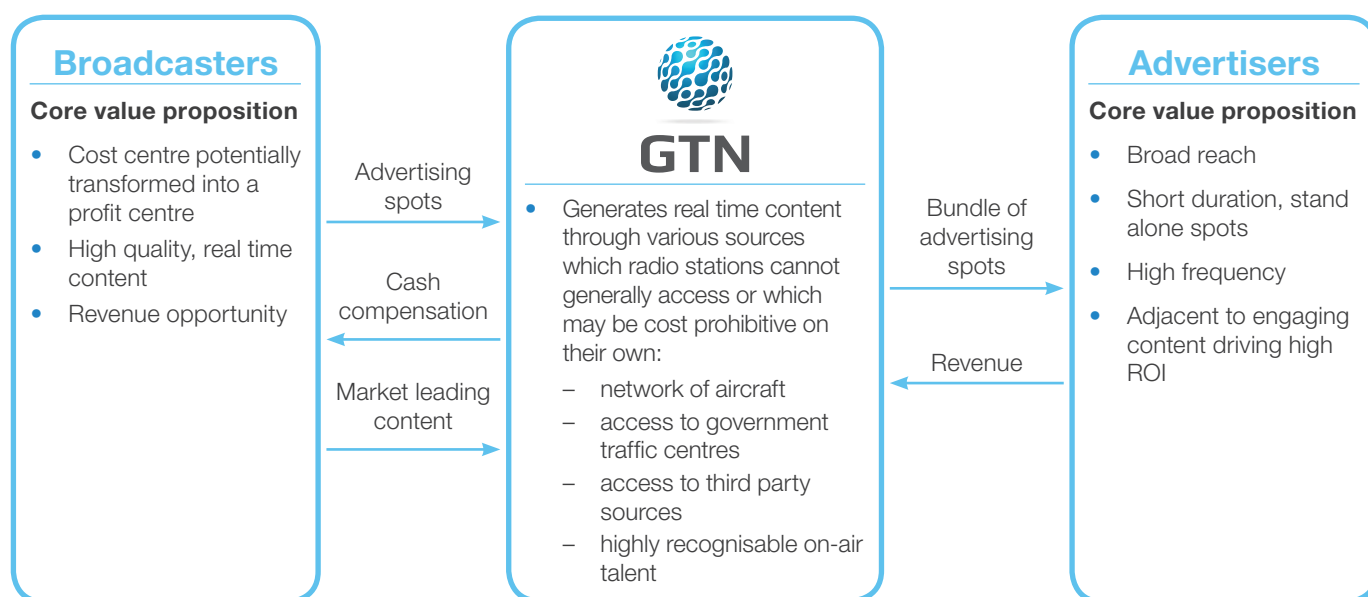 Broadcasters
Core value proposition
• Cost centre potentially
transformed into a
profit centre
• High quality, real time
content
• Revenue opportunity
Advertising
spots
Cash
compensation
Market leading
content
GTN
• Generates real time content
through various sources
which radio stations cannot
generally access or which
may be cost prohibitive on
their own:
– network of aircraft
– access to government
traffic centres
– access to third party
sources
– highly recognisable on-air
talent
Bundle of
advertising
spots
Revenue
Advertisers
Core value proposition
• Broad reach
• Short duration, stand
alone spots
• High frequency
• Adjacent to engaging
content driving high
ROI